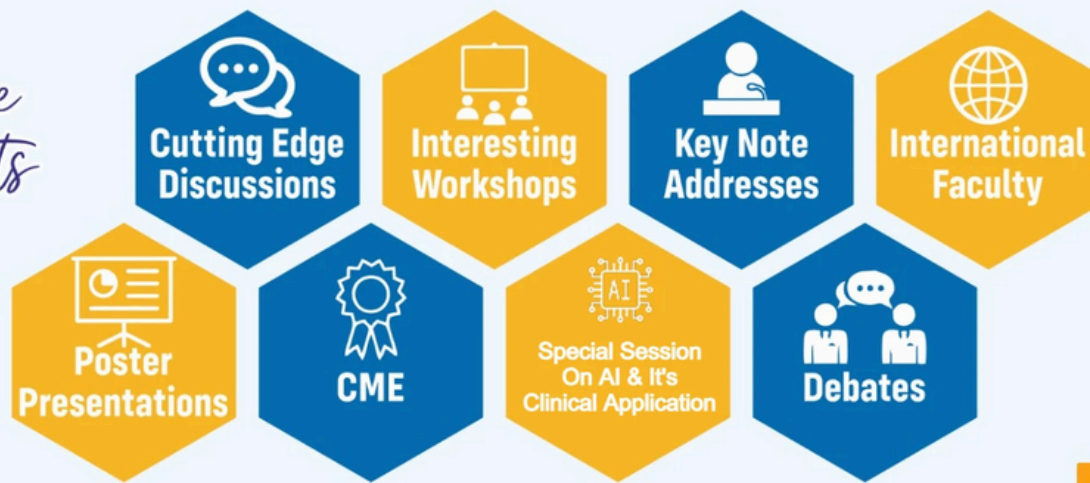 Cutting Edge
Discussions
Interesting
Workshops
Key Note
Addresses
International
Faculty
Poster
Presentations
CME
AI
Special Session
On AI & It's
Clinical Application
Debates